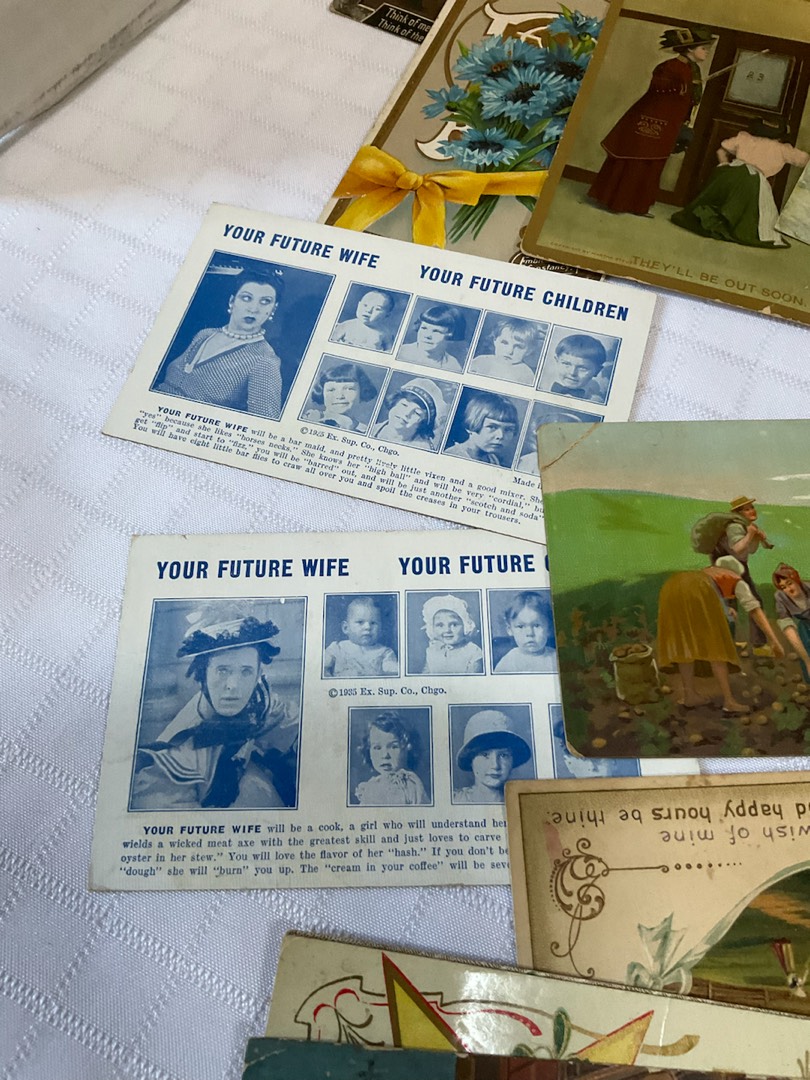 Think of me
Think of the
THEY'LL BE OUT SOON
YOUR FUTURE WIFE
YOUR FUTURE CHILDREN
©1935 Ex. Sup. Co., Chgo.
Made
YOUR FUTURE WIFE will be a bar maid, and pretty lively little vixen and a good mixer. She
"yes" because she likes "horses necks." She knows her "high ball" and will be very "cordial," bu
get "flip" and start to "fizz," you will be "barred" out, and will be just another "scotch and soda"
You will have eight little bar flies to craw all over you and spoil the creases in your trousers.
YOUR FUTURE WIFE
YOUR FUTURE
©1935 Ex. Sup. Co., Chgo.
YOUR FUTURE WIFE will be a cook, a girl who will understand her
wields a wicked meat axe with the greatest skill and just loves to carve
oyster in her stew." You will love the flavor of her "hash." If you don't be
"dough" she will "burn" you up. The "cream in your coffee" will be sev
wish of mine
d happy hours be thine.